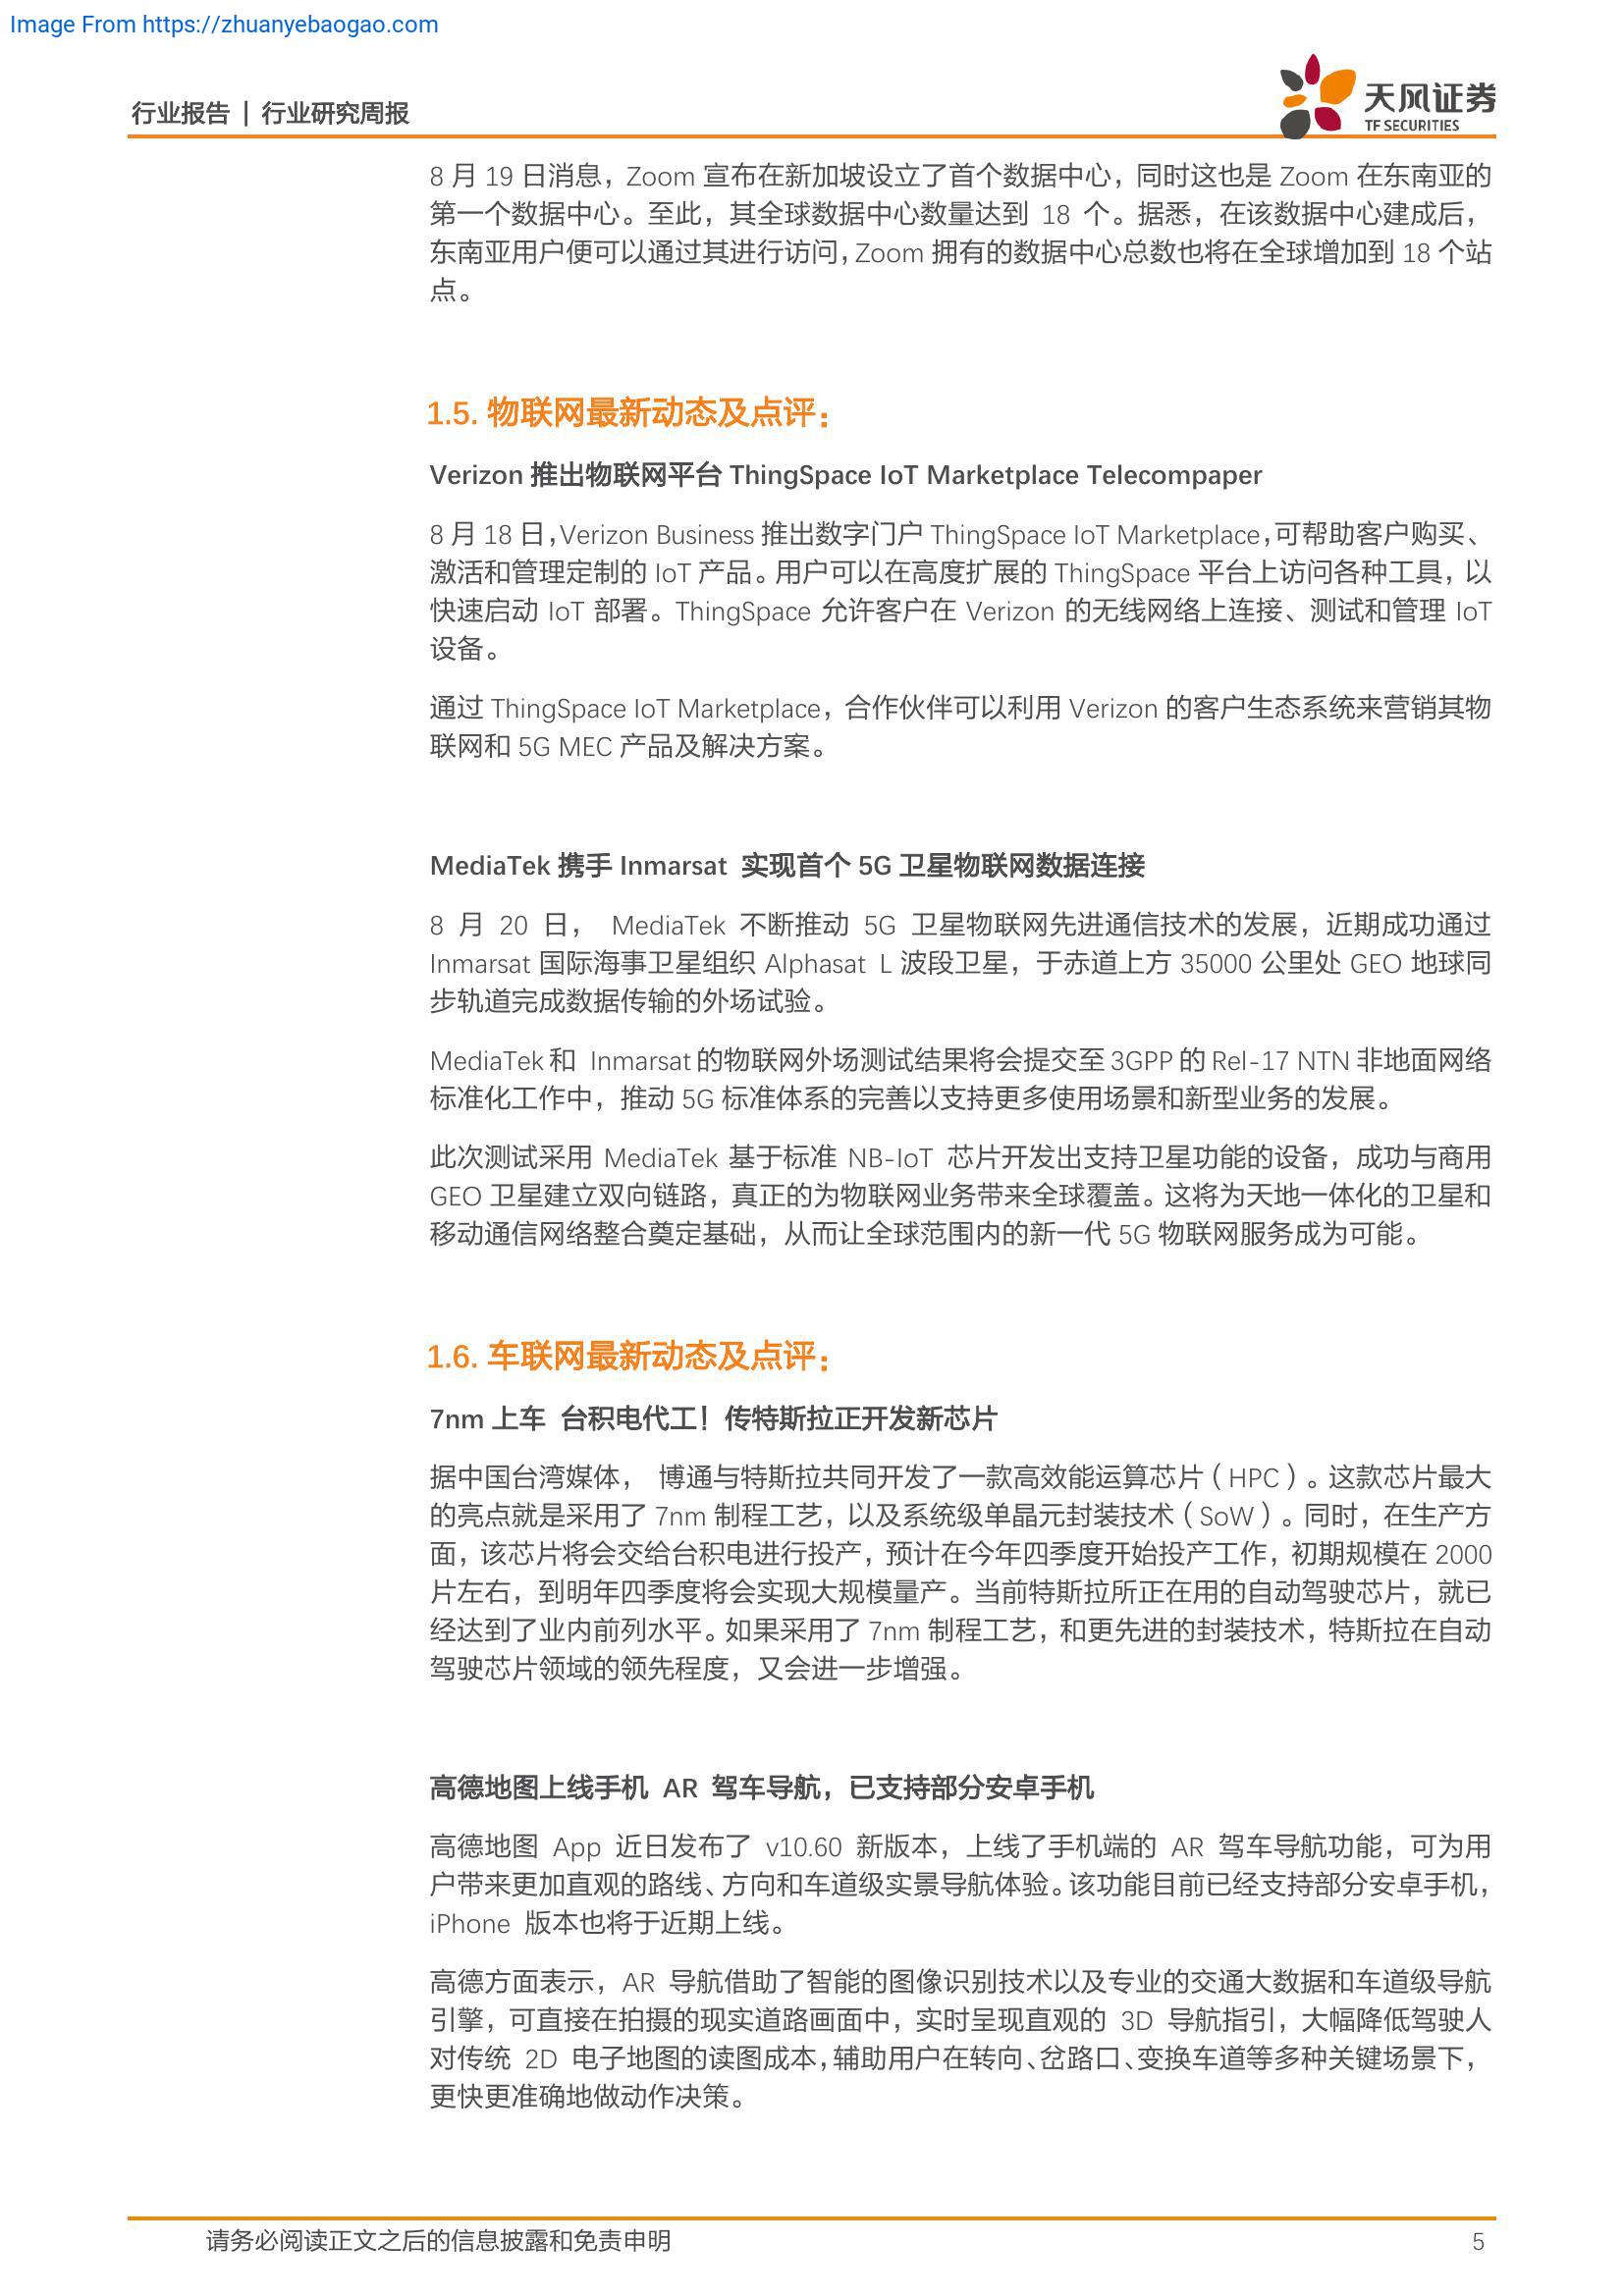 Image From https://zhuanyebaogao.com
行业报告 | 行业研究周报
天风证券
TF SECURITIES
8 月 19 日消息，Zoom 宣布在新加坡设立了首个数据中心，同时这也是 Zoom 在东南亚的
第一个数据中心。至此，其全球数据中心数量达到 18 个。据悉，在该数据中心建成后，
东南亚用户便可以通过其进行访问，Zoom 拥有的数据中心总数也将在全球增加到 18 个站
点。
1.5. 物联网最新动态及点评：
Verizon 推出物联网平台 ThingSpace IoT Marketplace Telecompaper
8 月 18 日，Verizon Business 推出数字门户 ThingSpace IoT Marketplace，可帮助客户购买、
激活和管理定制的 IoT 产品。用户可以在高度扩展的 ThingSpace 平台上访问各种工具，以
快速启动 IoT 部署。ThingSpace 允许客户在 Verizon 的无线网络上连接、测试和管理 IoT
设备。
通过 ThingSpace IoT Marketplace，合作伙伴可以利用 Verizon 的客户生态系统来营销其物
联网和 5G MEC 产品及解决方案。
MediaTek 携手 Inmarsat 实现首个 5G 卫星物联网数据连接
8 月 20 日， MediaTek 不断推动 5G 卫星物联网先进通信技术的发展，近期成功通过
Inmarsat 国际海事卫星组织 Alphasat L 波段卫星，于赤道上方 35000 公里处 GEO 地球同
步轨道完成数据传输的外场试验。
MediaTek 和 Inmarsat 的物联网外场测试结果将会提交至 3GPP 的 Rel-17 NTN 非地面网络
标准化工作中，推动 5G 标准体系的完善以支持更多使用场景和新型业务的发展。
此次测试采用 MediaTek 基于标准 NB-IoT 芯片开发出支持卫星功能的设备，成功与商用
GEO 卫星建立双向链路，真正的为物联网业务带来全球覆盖。这将为天地一体化的卫星和
移动通信网络整合奠定基础，从而让全球范围内的新一代 5G 物联网服务成为可能。
1.6. 车联网最新动态及点评：
7nm 上车 台积电代工！传特斯拉正开发新芯片
据中国台湾媒体， 博通与特斯拉共同开发了一款高效能运算芯片（HPC）。这款芯片最大
的亮点就是采用了 7nm 制程工艺，以及系统级单晶元封装技术（SoW）。同时，在生产方
面，该芯片将会交给台积电进行投产，预计在今年四季度开始投产工作，初期规模在 2000
片左右，到明年四季度将会实现大规模量产。当前特斯拉所正在用的自动驾驶芯片，就已
经达到了业内前列水平。如果采用了 7nm 制程工艺，和更先进的封装技术，特斯拉在自动
驾驶芯片领域的领先程度，又会进一步增强。
高德地图上线手机 AR 驾车导航，已支持部分安卓手机
高德地图 App 近日发布了 v10.60 新版本，上线了手机端的 AR 驾车导航功能，可为用
户带来更加直观的路线、方向和车道级实景导航体验。该功能目前已经支持部分安卓手机，
iPhone 版本也将于近期上线。
高德方面表示，AR 导航借助了智能的图像识别技术以及专业的交通大数据和车道级导航
引擎，可直接在拍摄的现实道路画面中，实时呈现直观的 3D 导航指引，大幅降低驾驶人
对传统 2D 电子地图的读图成本，辅助用户在转向、岔路口、变换车道等多种关键场景下，
更快更准确地做动作决策。
请务必阅读正文之后的信息披露和免责申明
5